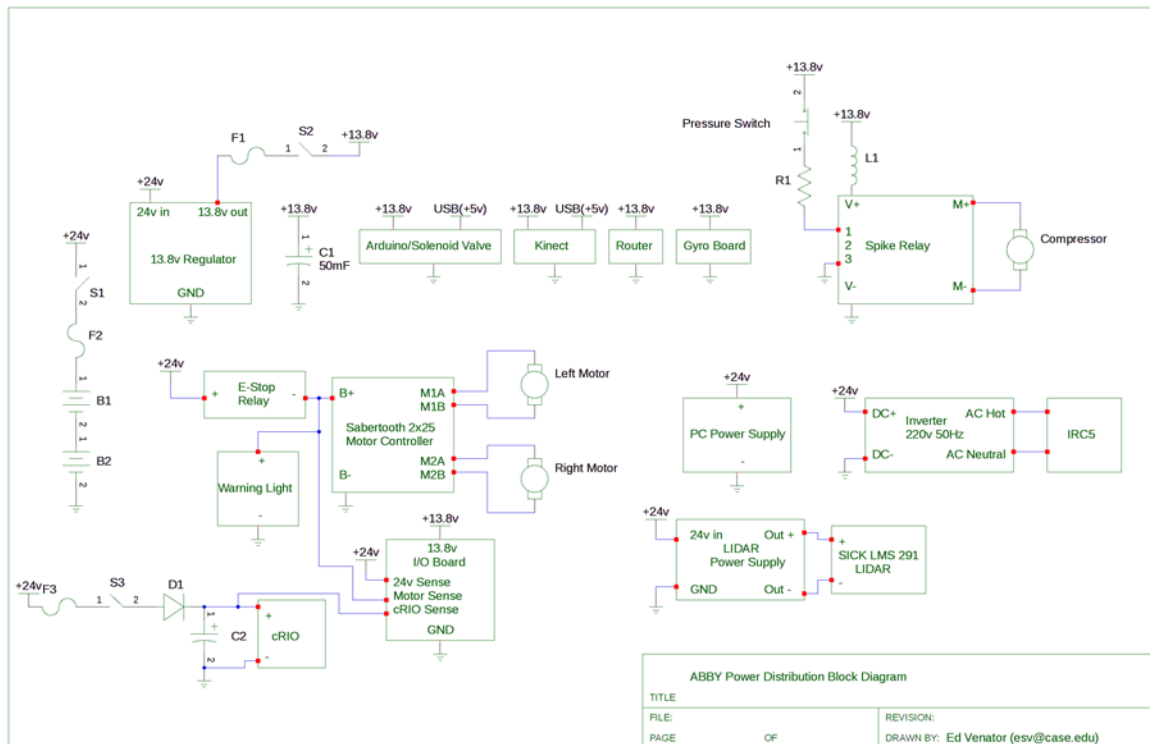 +13.8v
2
Pressure Switch
1
R1
+13.8v
L1
V+
M+
1
2
3
Spike Relay
V-
M-
Compressor
F1
S2
1
2
+13.8v
+24v
24v in
13.8v out
13.8v Regulator
GND
+13.8v
1
+
C1
50mF
2
+13.8v
USB(+5v)
Arduino/Solenoid Valve
+13.8v
USB(+5v)
Kinect
+13.8v
Router
+13.8v
Gyro Board
+24v
1
S1
2
F2
1
B1
2
1
B2
2
+24v
+
E-Stop
Relay
-
B+
M1A
M1B
Sabertooth 2x25
Motor Controller
M2A
M2B
B-
Left Motor
Right Motor
+
Warning Light
-
+24v
+
PC Power Supply
-
+24v
DC+
AC Hot
Inverter
220v 50Hz
DC-
AC Neutral
IRC5
+24v
24v in
Out +
LIDAR
Power Supply
GND
Out -
+
SICK LMS 291
LIDAR
-
+13.8v
13.8v
I/O Board
+24v
24v Sense
Motor Sense
cRIO Sense
GND
+24v
F3
S3
1
2
D1
1
+
C2
2
+
cRIO
-
ABBY Power Distribution Block Diagram
TITLE
FILE:
REVISION:
PAGE
OF
DRAWN BY: Ed Venator (esv@case.edu)